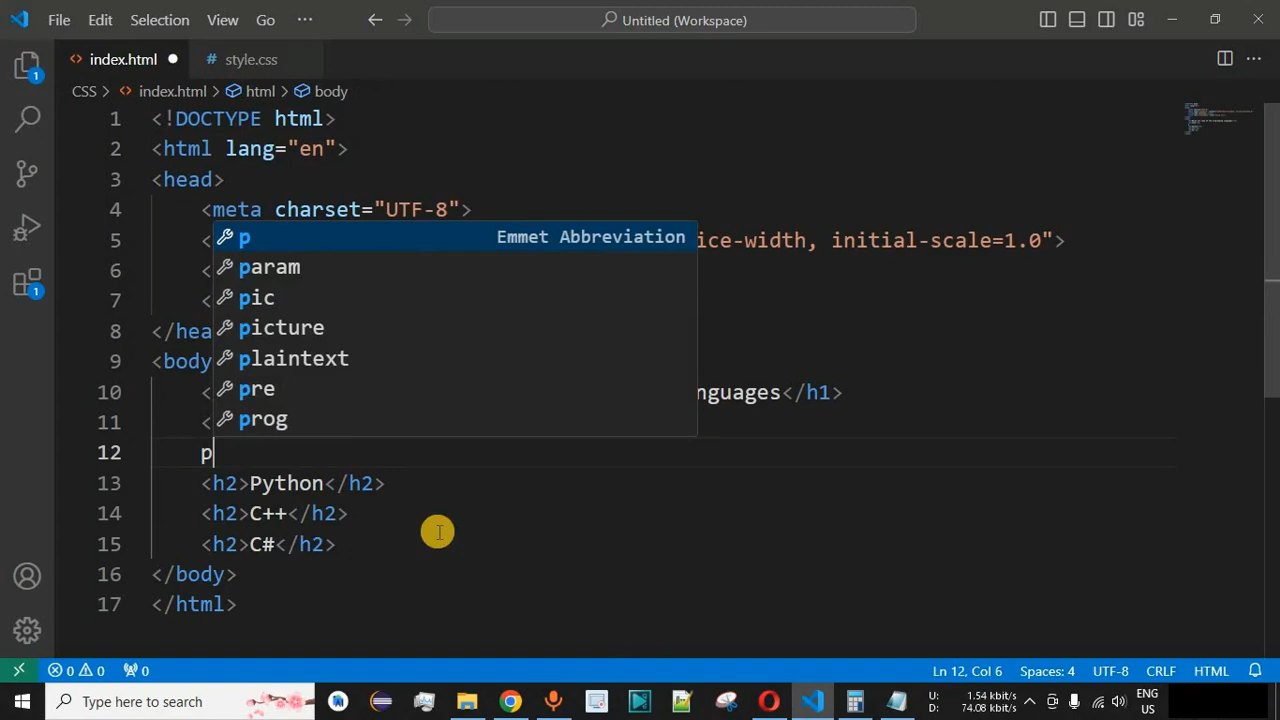 File Edit Selection View Go ··· Untitled (Workspace)
index.html # style.css
CSS > index.html > html > body
1 <!DOCTYPE html>
2 <html lang="en">
3 <head>
4 <meta charset="UTF-8">
5 < ice-width, initial-scale=1.0">
6 <
7 <
8 </hea
9 <body
10 < nguages</h1>
11 <
12 p
13 <h2>Python</h2>
14 <h2>C++</h2>
15 <h2>C#</h2>
16 </body>
17 </html>
p Emmet Abbreviation
param
pic
picture
plaintext
pre
prog
1
1
0 0 0 Ln 12, Col 6 Spaces: 4 UTF-8 CRLF HTML
Type here to search U: 1.54 kbit/s ENG
D: 74.08 kbit/s US